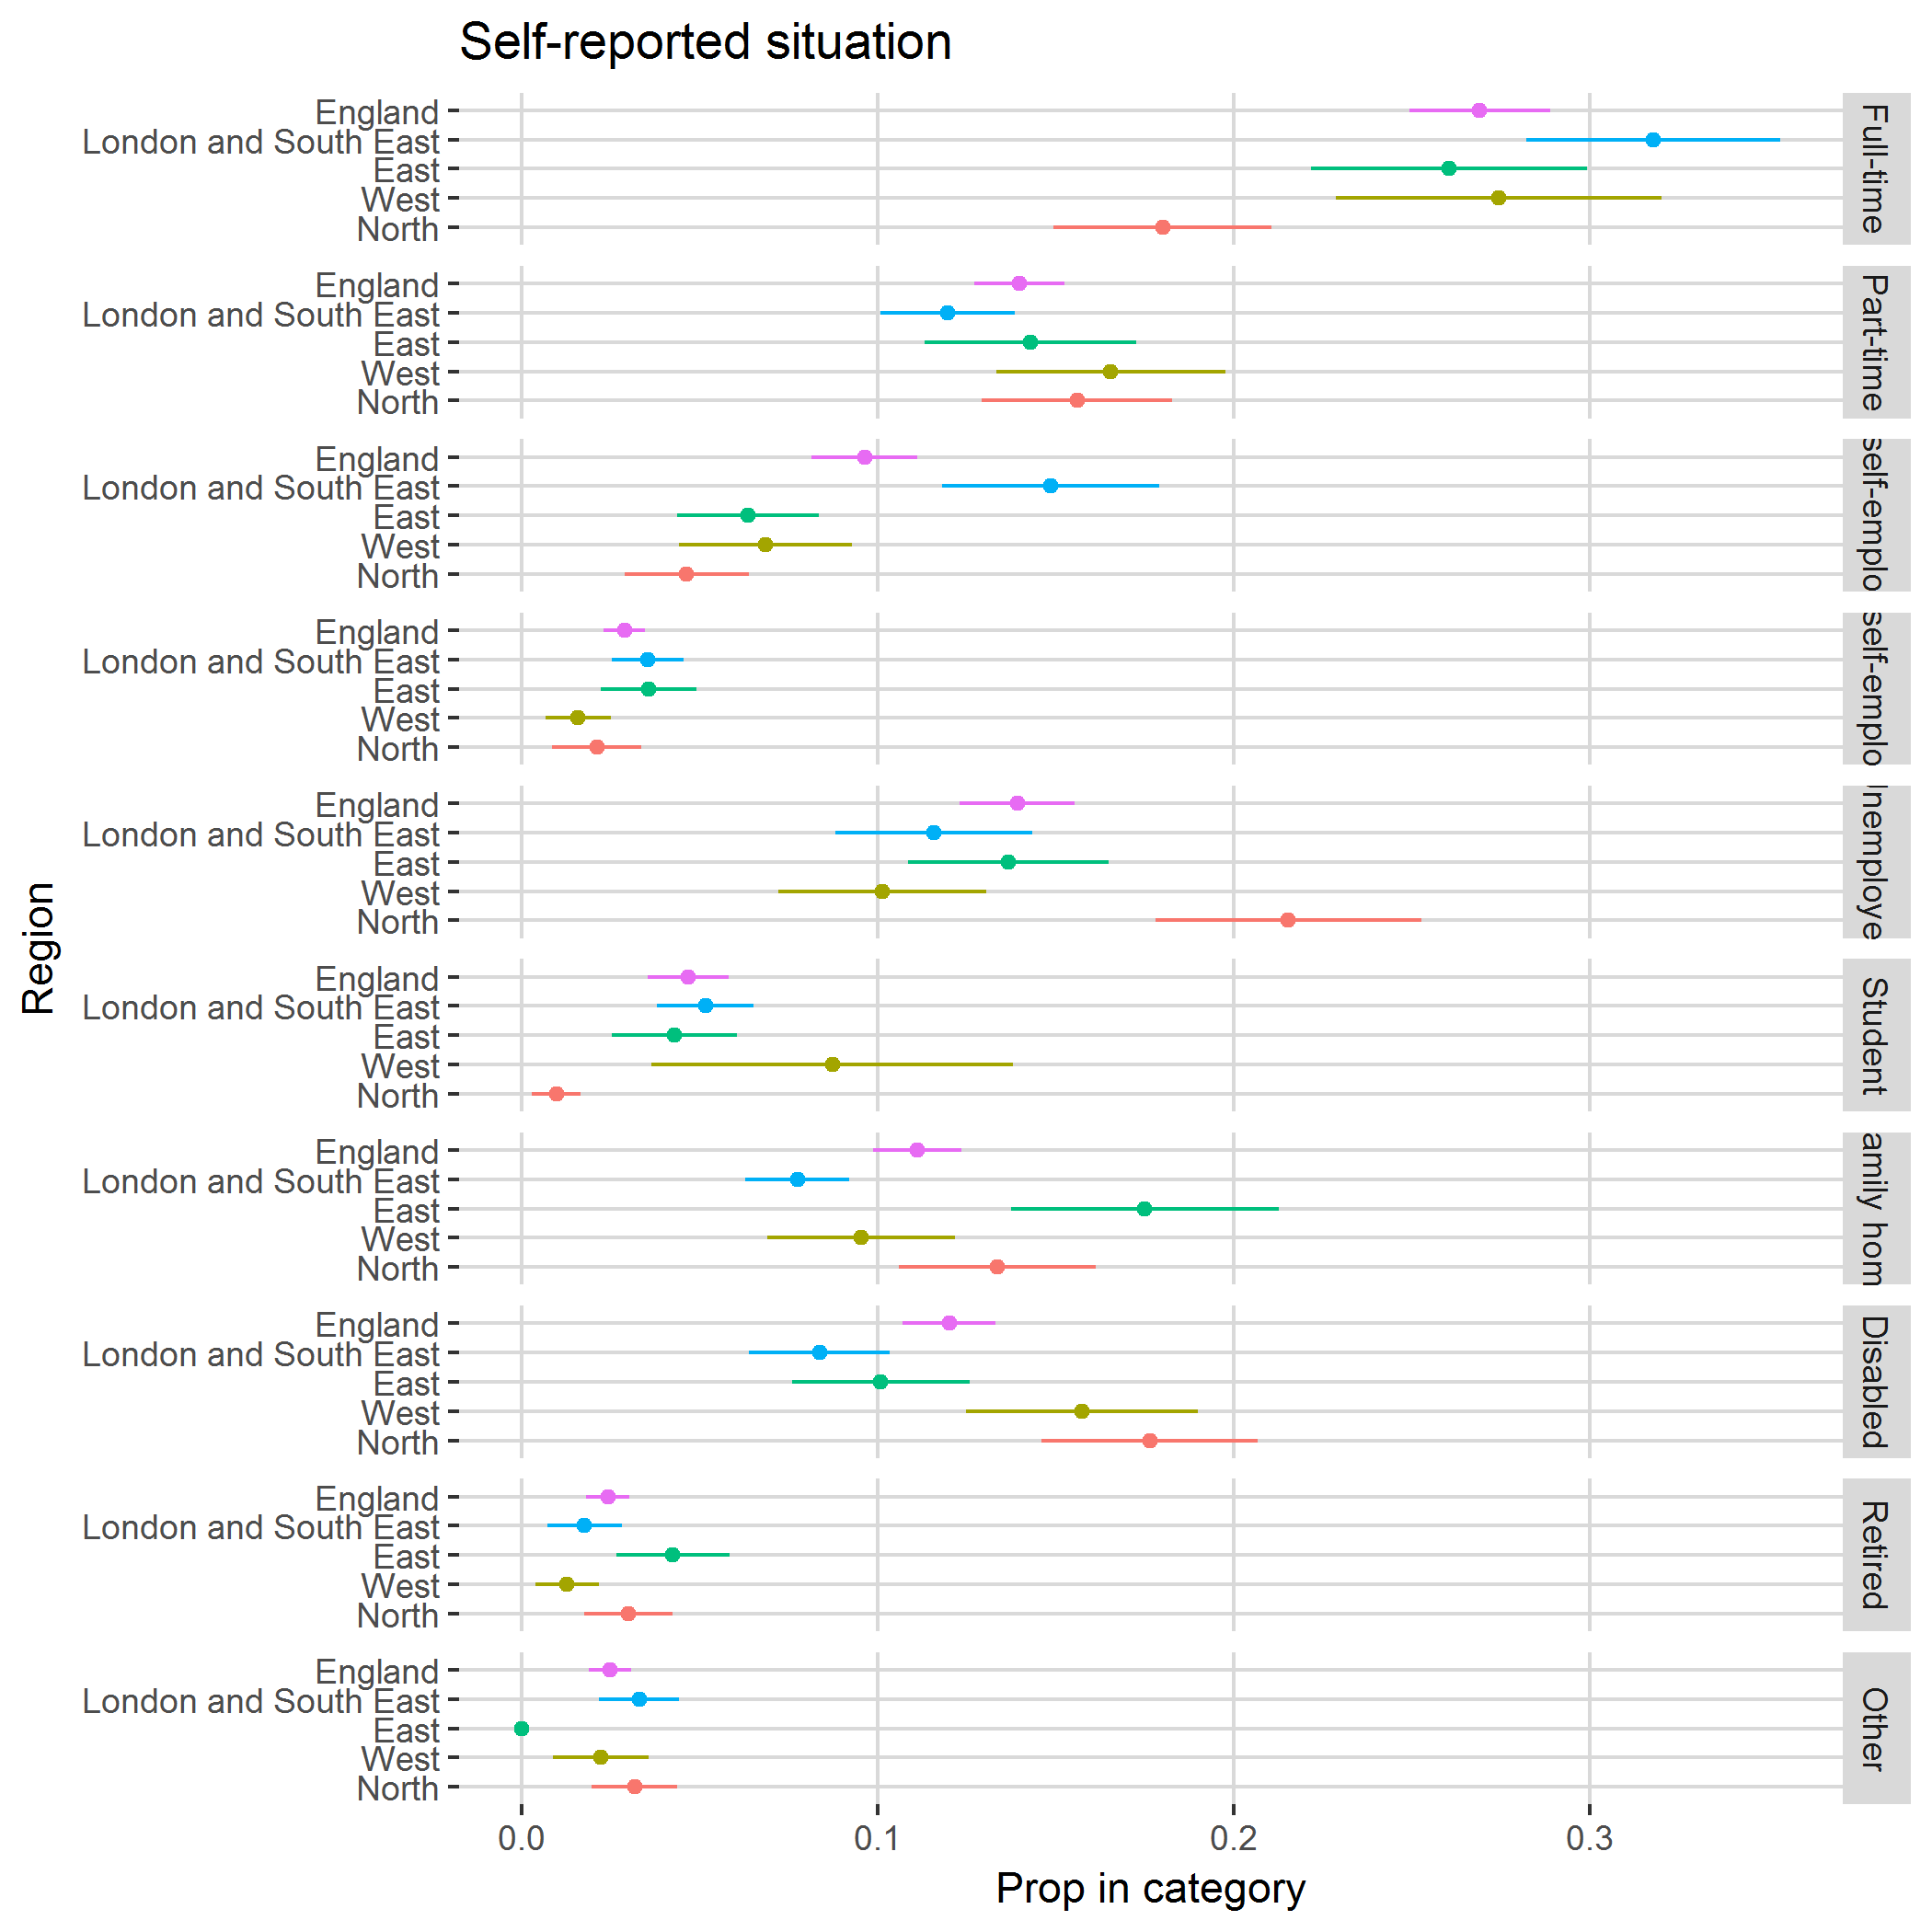 Self-reported situation
England
London and South East
East
West
North
Full-time
England
London and South East
East
West
North
Part-time
England
London and South East
East
West
North
self-emplo
England
London and South East
East
West
North
self-emplo
England
London and South East
East
West
North
nemploye
England
London and South East
East
West
North
Student
England
London and South East
East
West
North
amily hom
England
London and South East
East
West
North
Disabled
England
London and South East
East
West
North
Retired
England
London and South East
East
West
North
Other
0.0 0.1 0.2 0.3
Prop in category
Region